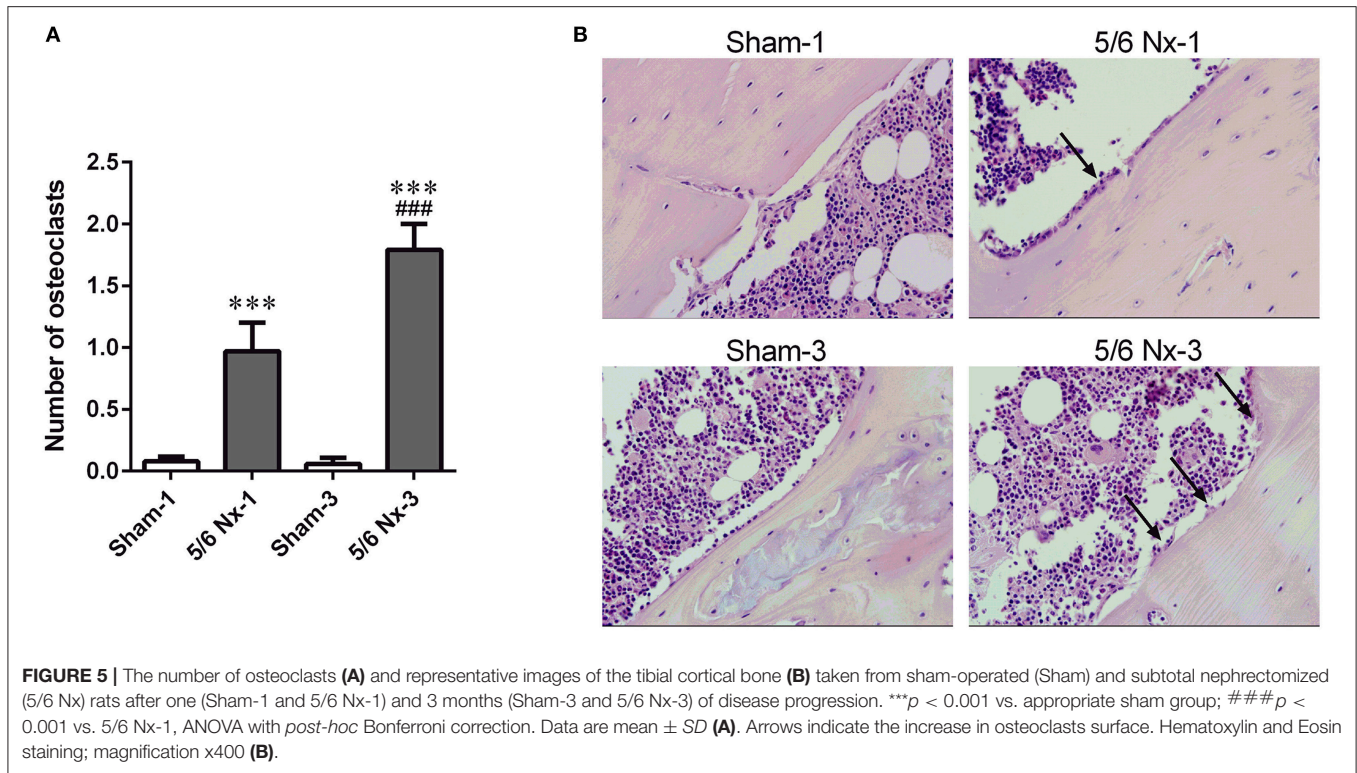 A
Number of osteoclasts
2.5
2.0
1.5
1.0
0.5
0.0
***
***
###
Sham-1
5/6 Nx-1
Sham-3
5/6 Nx-3
B
Sham-1
5/6 Nx-1
Sham-3
5/6 Nx-3
FIGURE 5 | The number of osteoclasts (A) and representative images of the tibial cortical bone (B) taken from sham-operated (Sham) and subtotal nephrectomized
(5/6 Nx) rats after one (Sham-1 and 5/6 Nx-1) and 3 months (Sham-3 and 5/6 Nx-3) of disease progression. ***p < 0.001 vs. appropriate sham group; ###p <
0.001 vs. 5/6 Nx-1, ANOVA with post-hoc Bonferroni correction. Data are mean ± SD (A). Arrows indicate the increase in osteoclasts surface. Hematoxylin and Eosin
staining; magnification x400 (B).